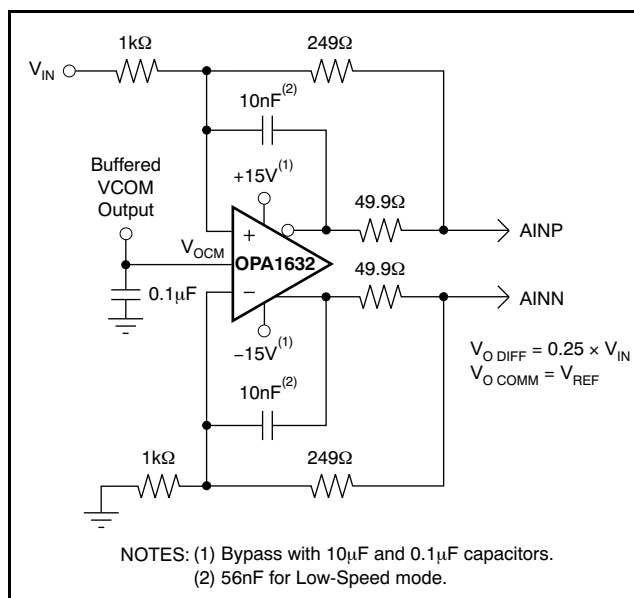 1kΩ
249Ω
V_IN
10nF(2)
Buffered
VCOM
Output
+15V(1)
49.9Ω
+
AINP
V_OCM
OPA1632
49.9Ω
−
AINN
0.1μF
−15V(1)
V_O DIFF = 0.25 × V_IN
V_O COMM = V_REF
10nF(2)
1kΩ
249Ω
NOTES: (1) Bypass with 10μF and 0.1μF capacitors.
(2) 56nF for Low-Speed mode.